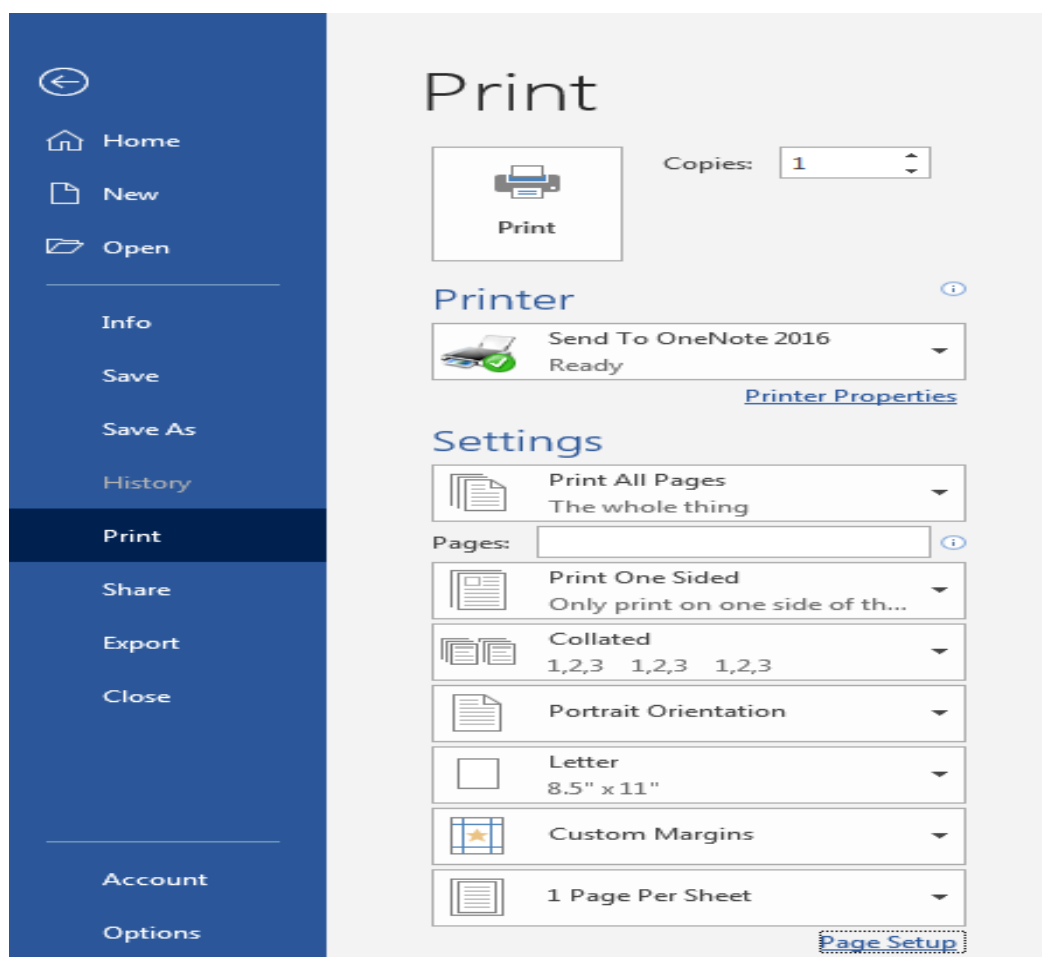 Print
Home
New
Open
Info
Save
Save As
History
Print
Share
Export
Close
Account
Options
Print
Copies: 1
Printer
Send To OneNote 2016
Ready
Printer Properties
Settings
Print All Pages
The whole thing
Pages:
Print One Sided
Only print on one side of th...
Collated
1,2,3 1,2,3 1,2,3
Portrait Orientation
Letter
8.5" x 11"
Custom Margins
1 Page Per Sheet
Page Setup